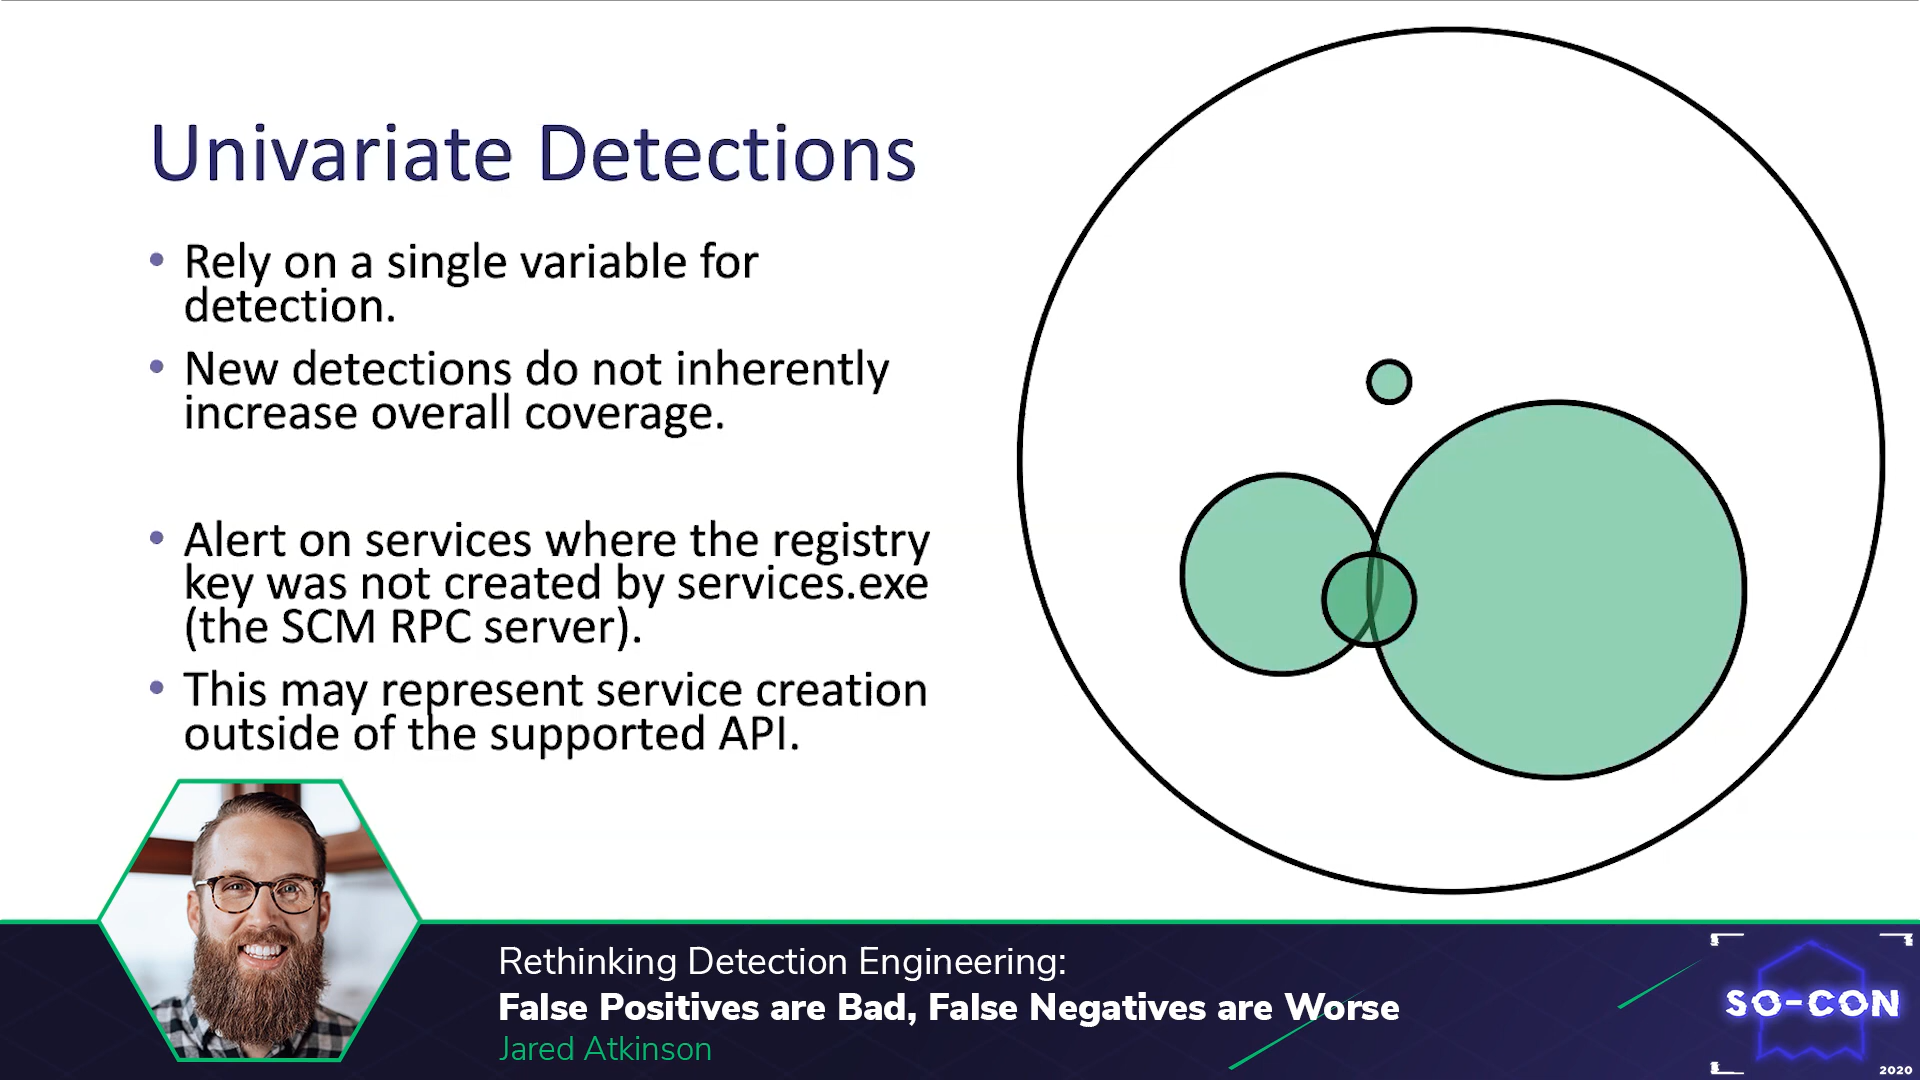 Univariate Detections
• Rely on a single variable for
detection.
• New detections do not inherently
increase overall coverage.
• Alert on services where the registry
key was not created by services.exe
(the SCM RPC server).
• This may represent service creation
outside of the supported API.
Rethinking Detection Engineering:
False Positives are Bad, False Negatives are Worse
Jared Atkinson
SO-CON
2020